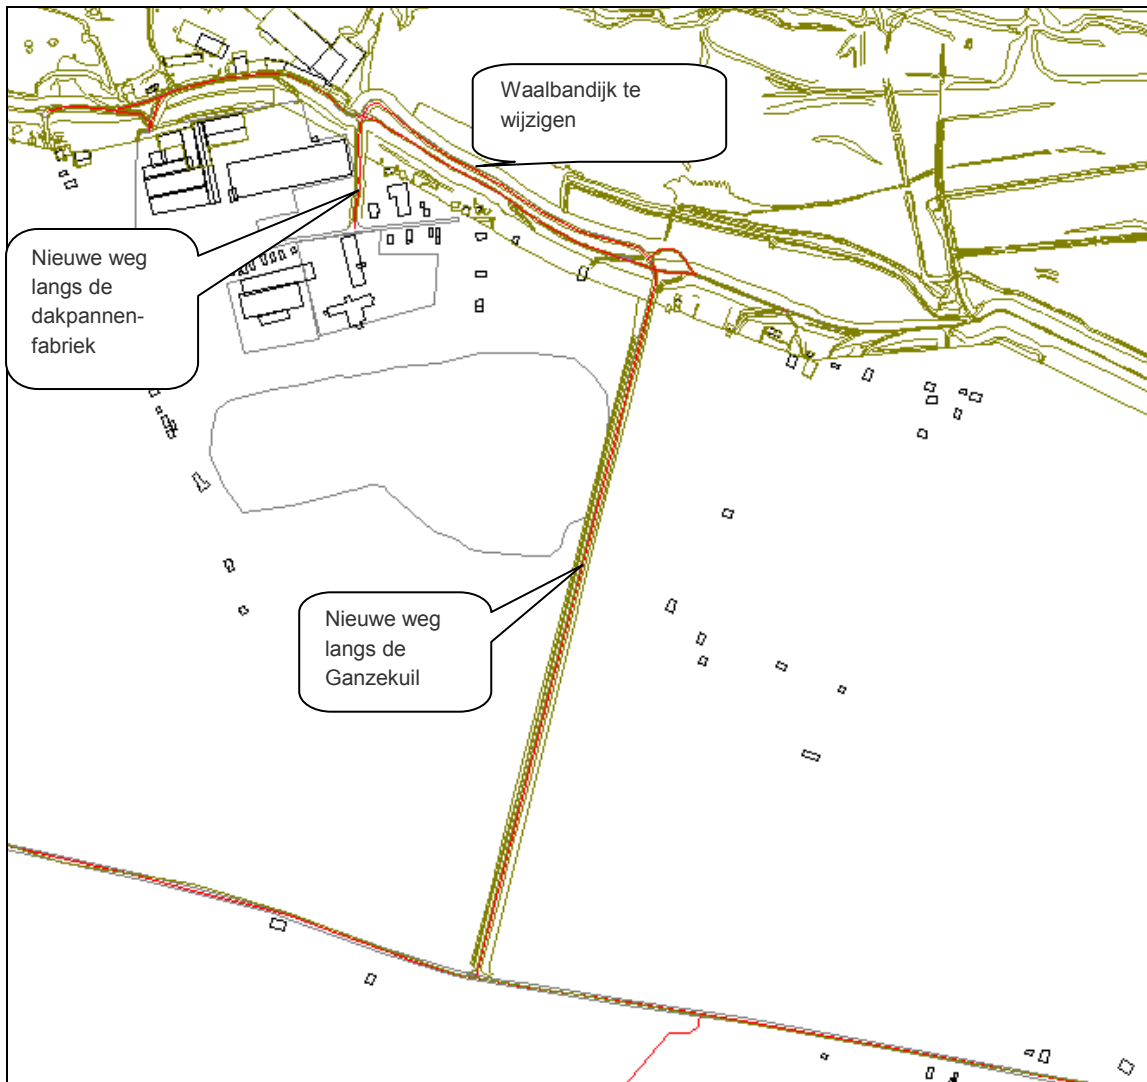 Waalbandijk te
wijzigen
Nieuwe weg
langs de
dakpannen-
fabriek
Nieuwe weg
langs de
Ganzekuil